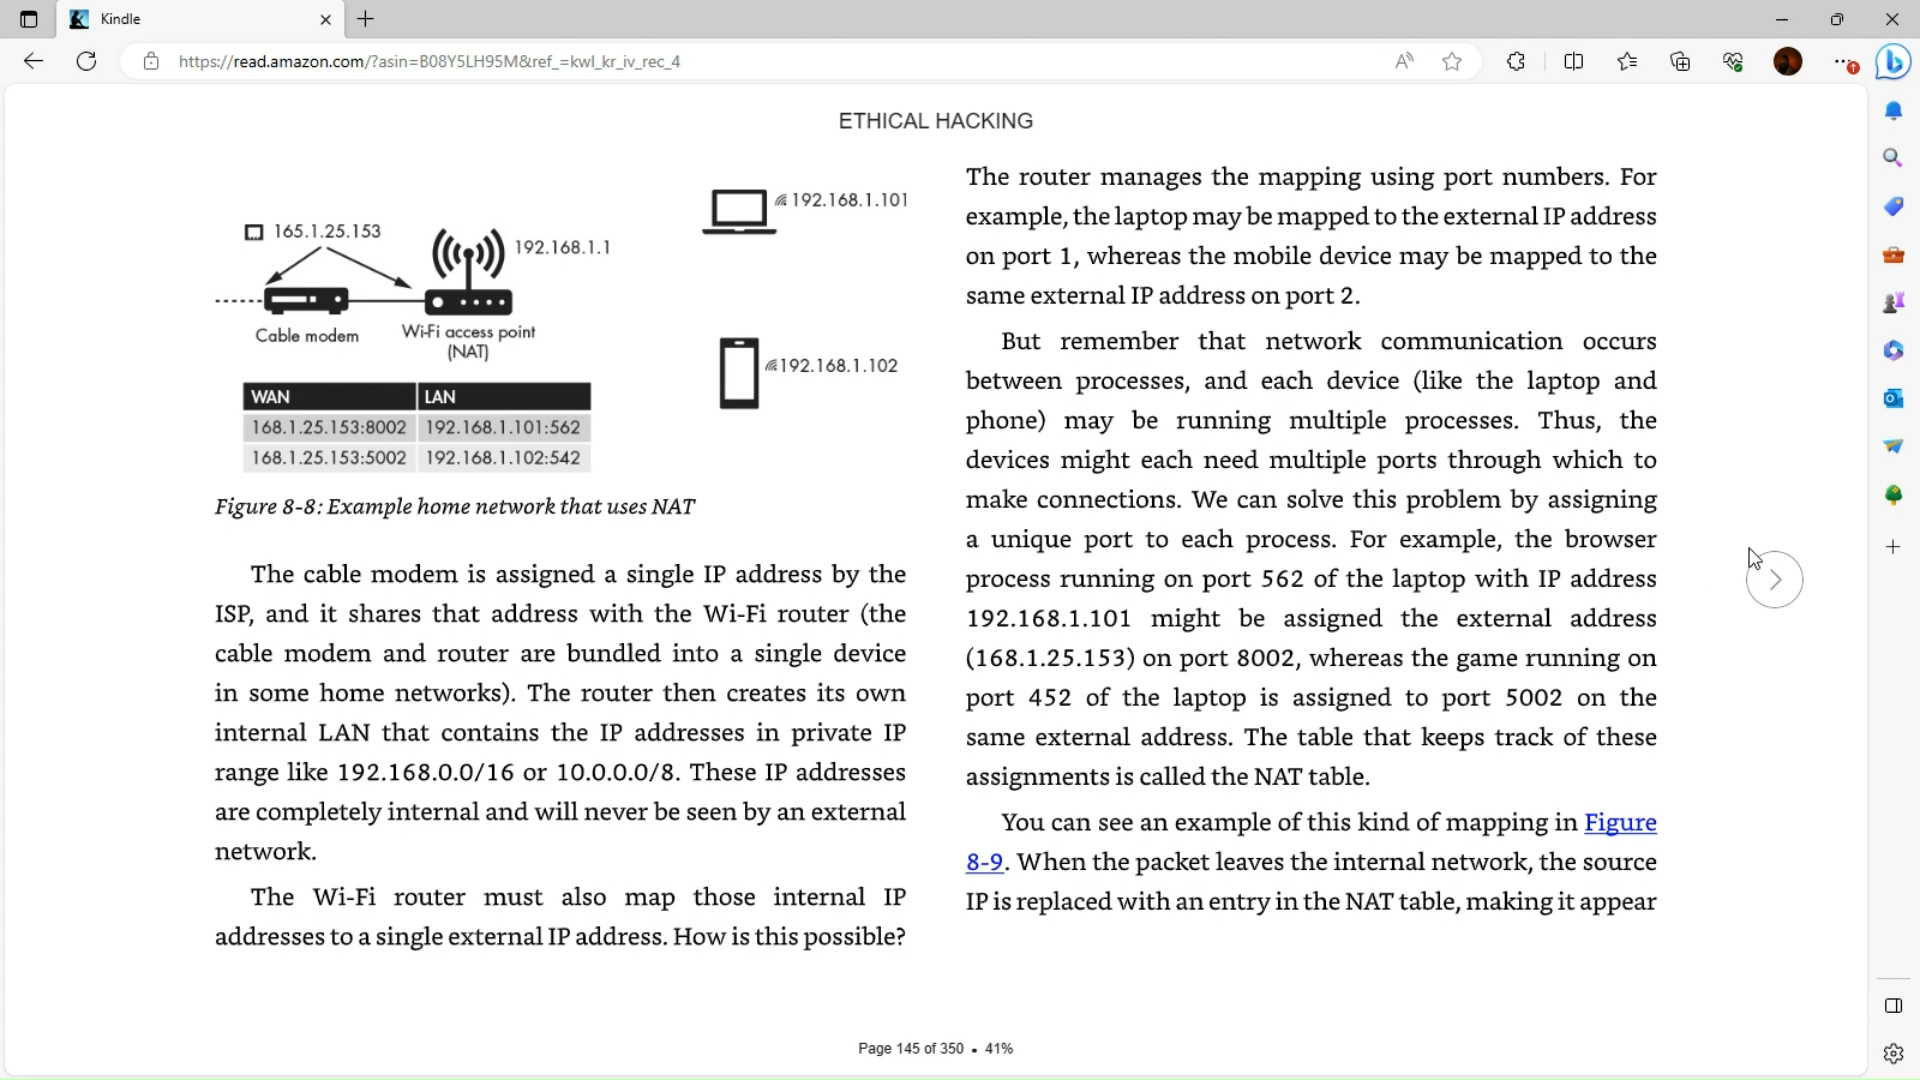 Kindle
https://read.amazon.com/?asin=B08Y5LH95M&ref_=kwl_kr_iv_rec_4
ETHICAL HACKING
165.1.25.153
192.168.1.1
192.168.1.101
Cable modem
Wi-Fi access point
(NAT)
192.168.1.102
WAN LAN
168.1.25.153:8002 192.168.1.101:562
168.1.25.153:5002 192.168.1.102:542
Figure 8-8: Example home network that uses NAT
The cable modem is assigned a single IP address by the
ISP, and it shares that address with the Wi-Fi router (the
cable modem and router are bundled into a single device
in some home networks). The router then creates its own
internal LAN that contains the IP addresses in private IP
range like 192.168.0.0/16 or 10.0.0.0/8. These IP addresses
are completely internal and will never be seen by an external
network.
The Wi-Fi router must also map those internal IP
addresses to a single external IP address. How is this possible?
The router manages the mapping using port numbers. For
example, the laptop may be mapped to the external IP address
on port 1, whereas the mobile device may be mapped to the
same external IP address on port 2.
But remember that network communication occurs
between processes, and each device (like the laptop and
phone) may be running multiple processes. Thus, the
devices might each need multiple ports through which to
make connections. We can solve this problem by assigning
a unique port to each process. For example, the browser
process running on port 562 of the laptop with IP address
192.168.1.101 might be assigned the external address
(168.1.25.153) on port 8002, whereas the game running on
port 452 of the laptop is assigned to port 5002 on the
same external address. The table that keeps track of these
assignments is called the NAT table.
You can see an example of this kind of mapping in Figure
8-9. When the packet leaves the internal network, the source
IP is replaced with an entry in the NAT table, making it appear
Page 145 of 350 • 41%